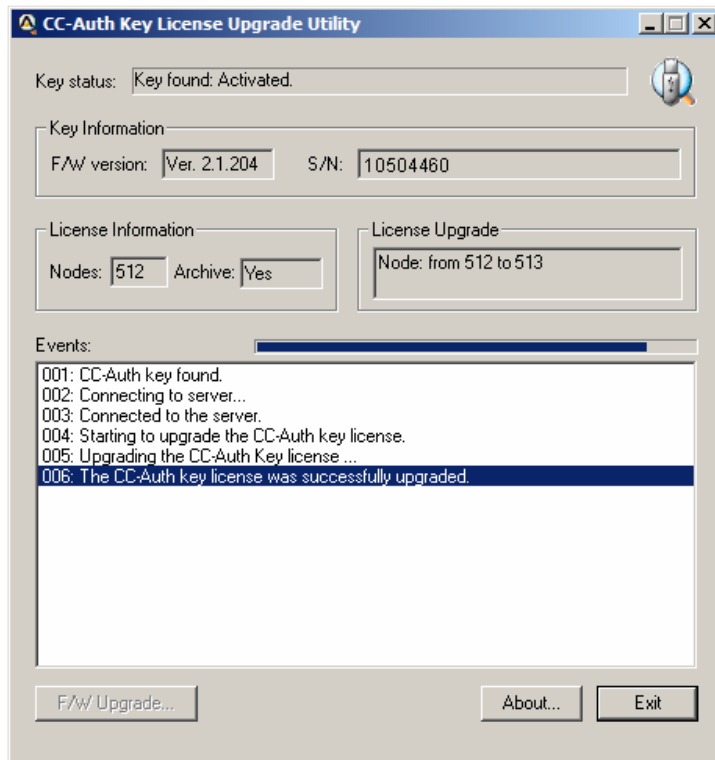 CC-Auth Key License Upgrade Utility
Key status: Key found: Activated.
Key Information
F/W version: Ver. 2.1.204 S/N: 10504460
License Information
Nodes: 512 Archive: Yes
License Upgrade
Node: from 512 to 513
Events:
001: CC-Auth key found.
002: Connecting to server...
003: Connected to the server.
004: Starting to upgrade the CC-Auth key license.
005: Upgrading the CC-Auth Key license ...
006: The CC-Auth key license was successfully upgraded.
F/W Upgrade... About... Exit